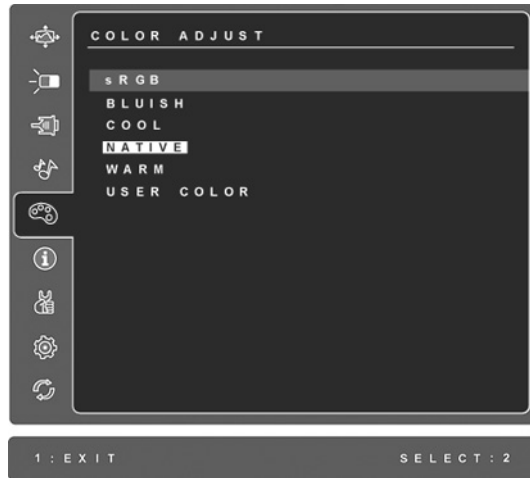 COLOR ADJUST
sRGB
BLUISH
COOL
NATIVE
WARM
USER COLOR
1:EXIT SELECT:2